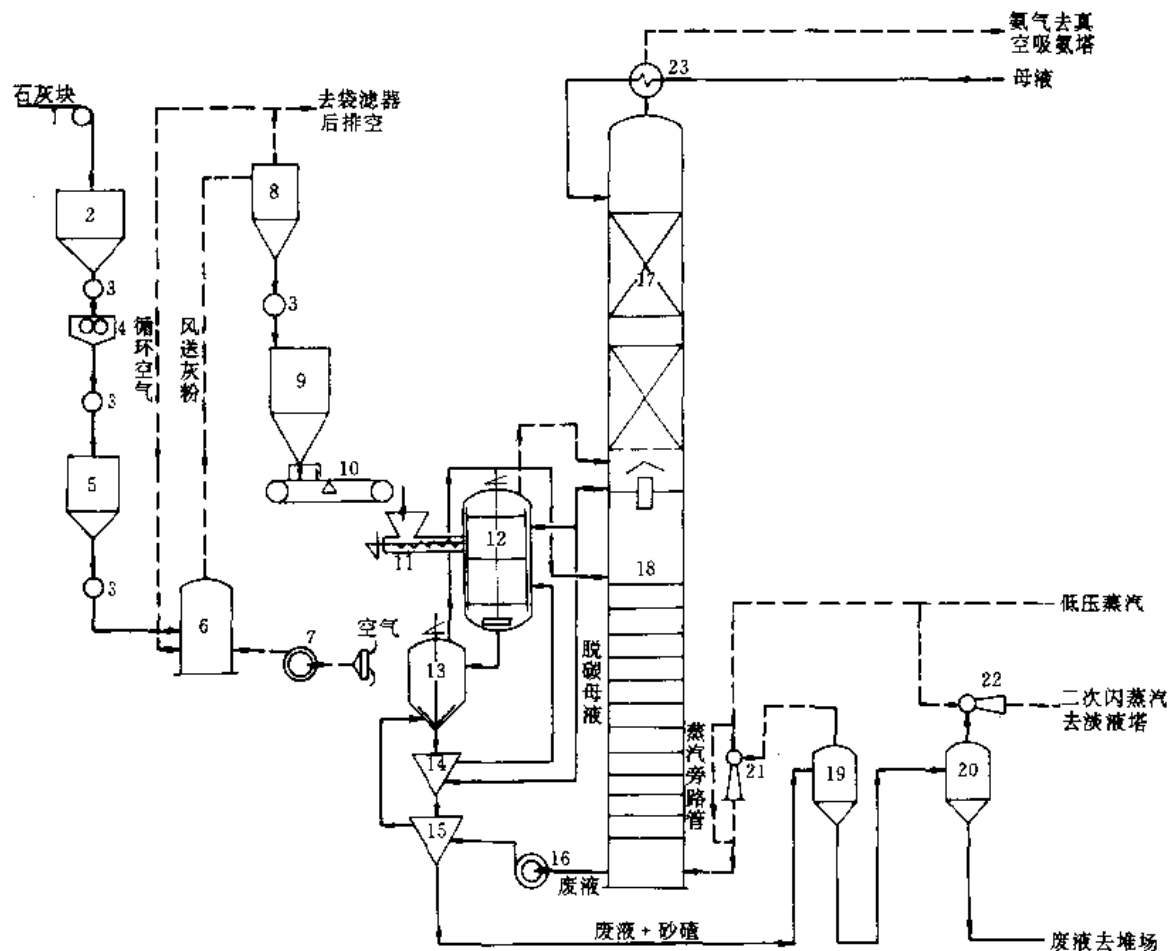 氨气去真
空吸氨塔
母液
23
石灰块
1
去袋滤器
后排空
8
2
3
4
循环空气
风送灰粉
3
17
9
3
5
10
11
12
18
3
6
7
空气
13
脱碳母液
低压蒸汽
22
二次闪蒸汽
去淡液塔
蒸汽旁路管
21
19
20
14
15
16
废液
废液+砂碴
废液去堆场